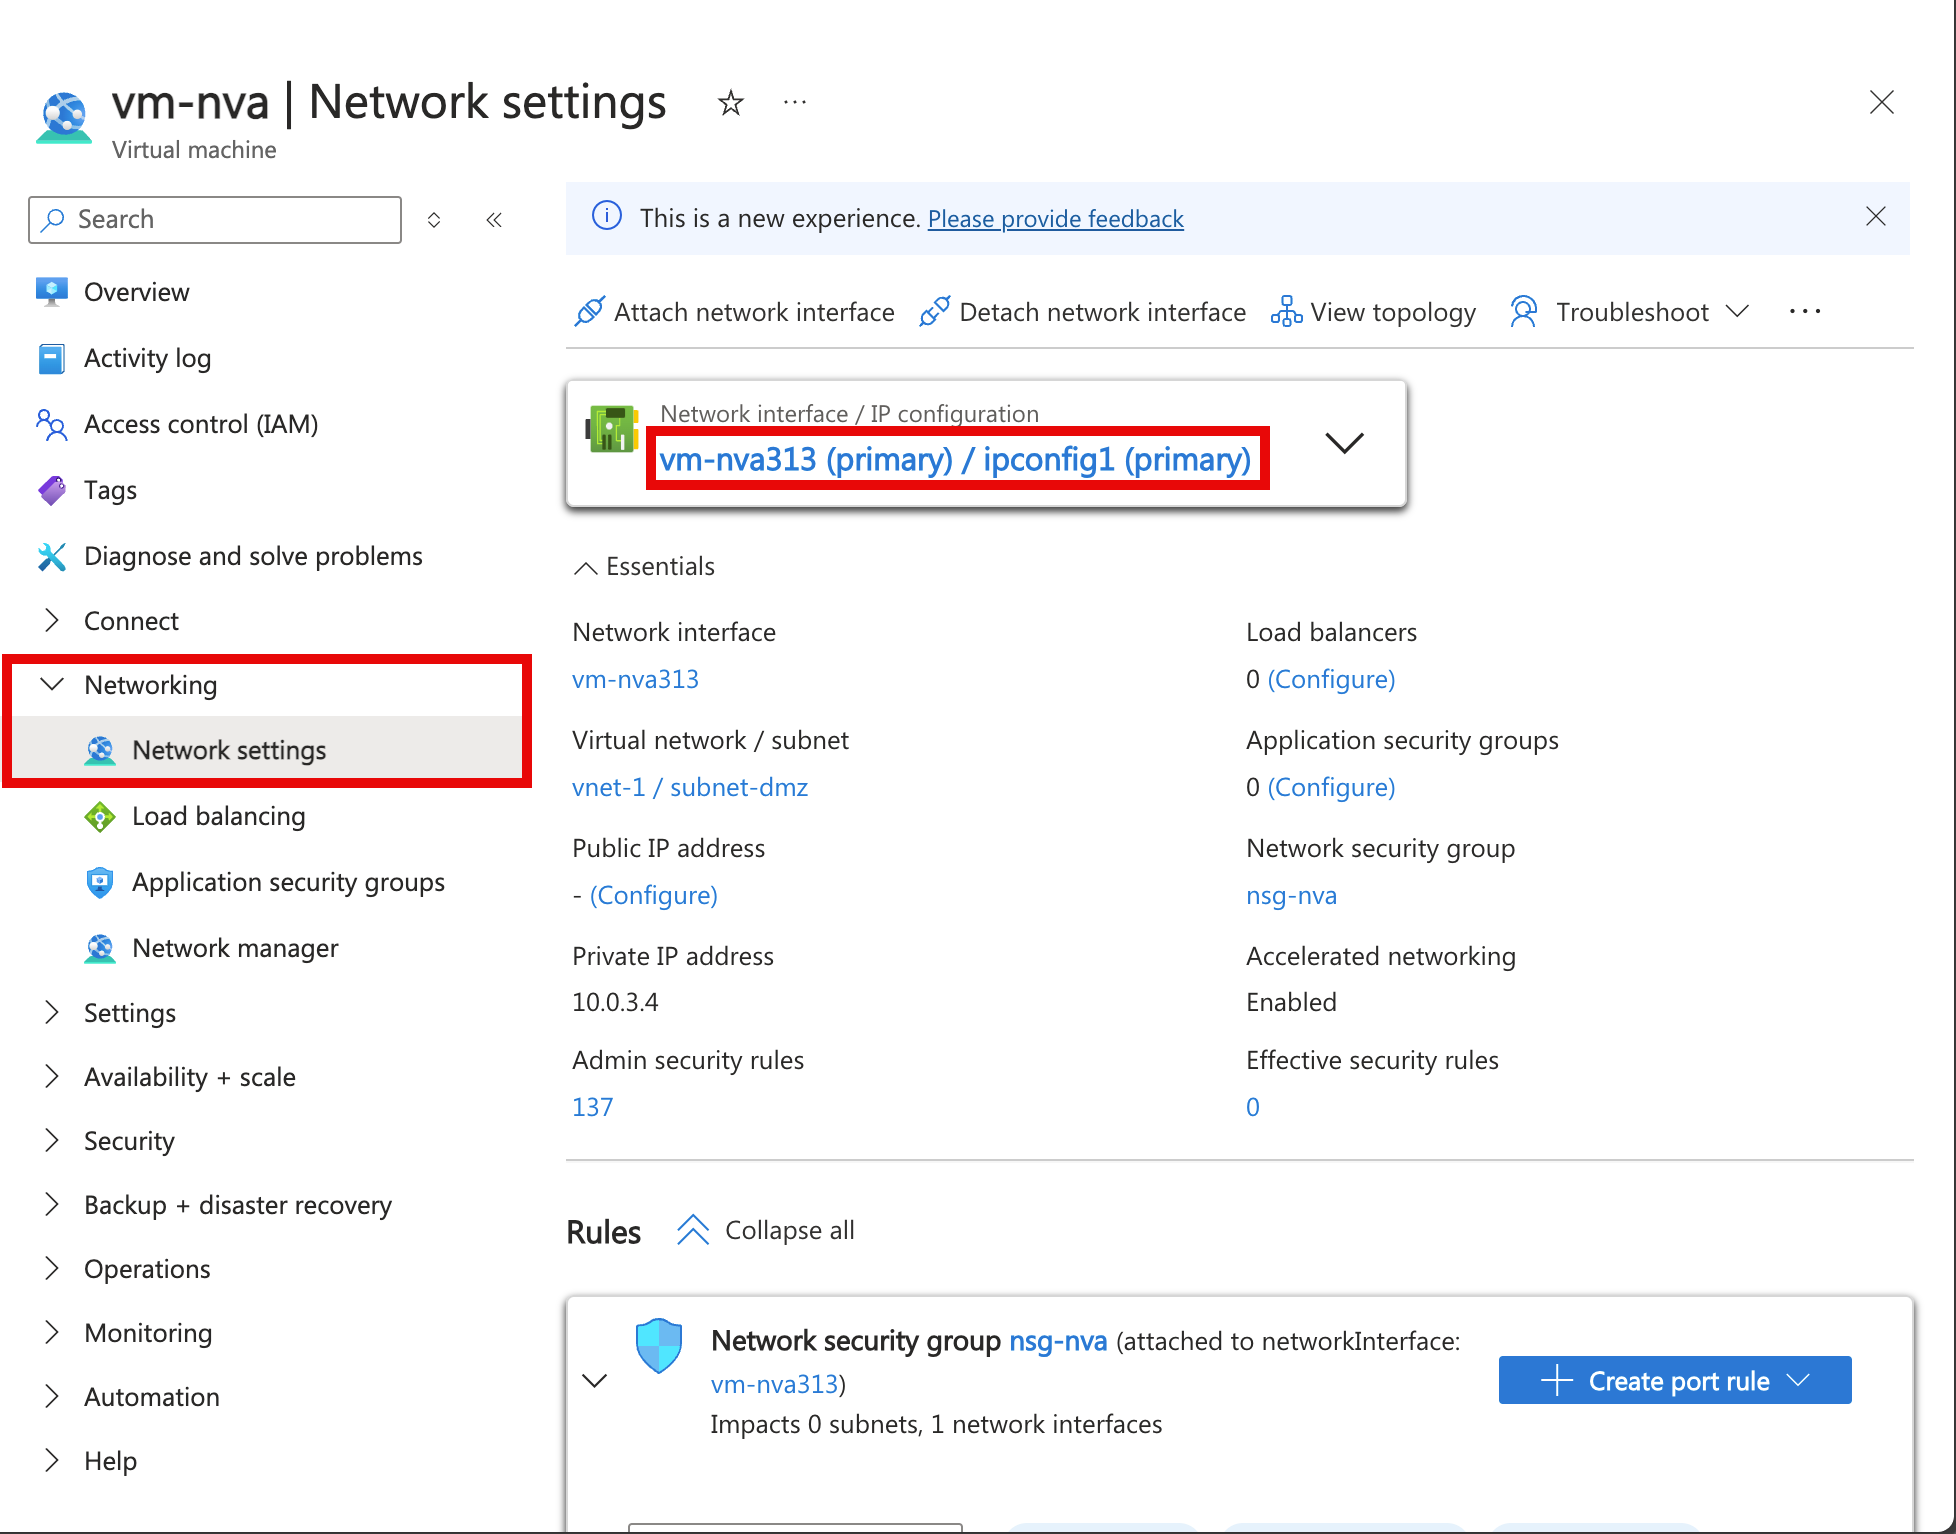 vm-nva | Network settings
Virtual machine
Search
Overview
Activity log
Access control (IAM)
Tags
Diagnose and solve problems
Connect
Networking
Network settings
Load balancing
Application security groups
Network manager
Settings
Availability + scale
Security
Backup + disaster recovery
Operations
Monitoring
Automation
Help
This is a new experience. Please provide feedback
Attach network interface Detach network interface View topology Troubleshoot
Network interface / IP configuration
vm-nva313 (primary) / ipconfig1 (primary)
Essentials
Network interface
vm-nva313
Virtual network / subnet
vnet-1 / subnet-dmz
Public IP address
- (Configure)
Private IP address
10.0.3.4
Admin security rules
137
Load balancers
0 (Configure)
Application security groups
0 (Configure)
Network security group
nsg-nva
Accelerated networking
Enabled
Effective security rules
0
Rules Collapse all
Network security group nsg-nva (attached to networkInterface:
vm-nva313)
Impacts 0 subnets, 1 network interfaces
Create port rule